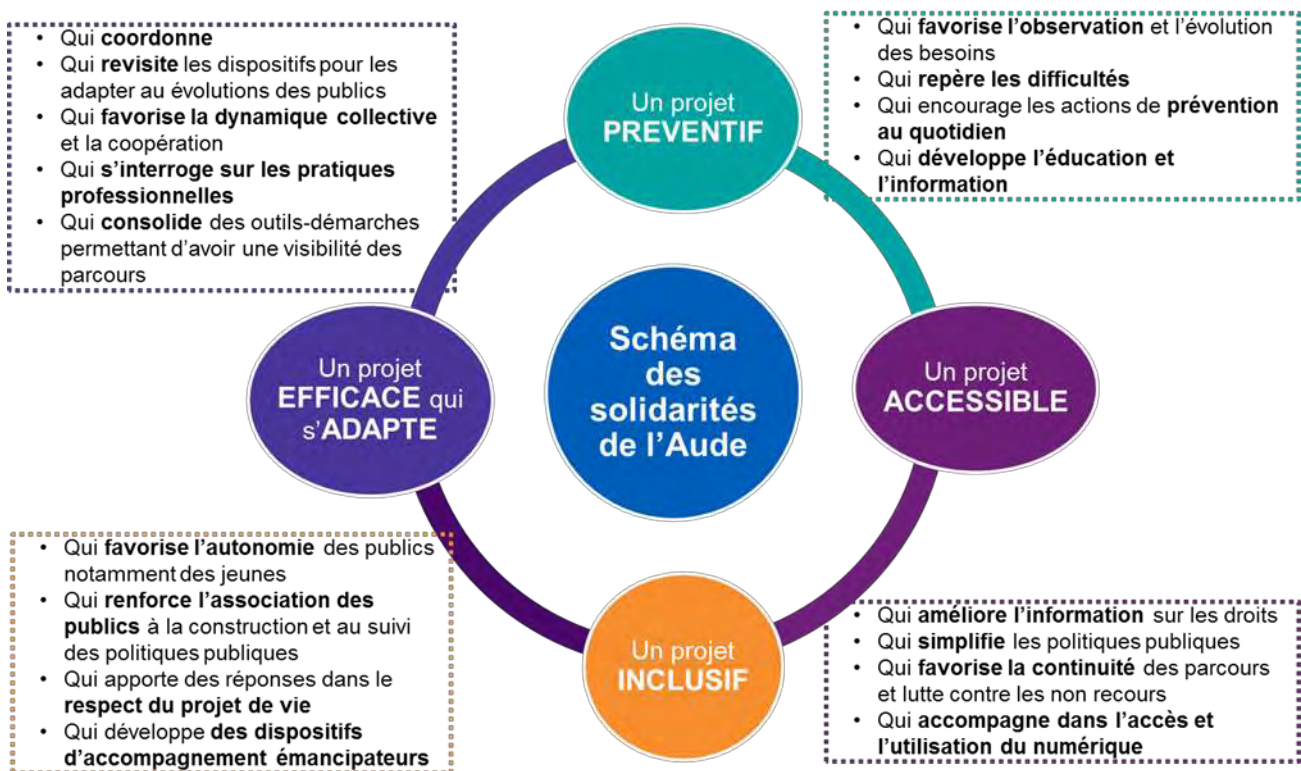 • Qui coordonne
• Qui revisite les dispositifs pour les
adapter au évolutions des publics
• Qui favorise la dynamique collective
et la coopération
• Qui s’interroge sur les pratiques
professionnelles
• Qui consolide des outils-démarches
permettant d’avoir une visibilité des
parcours
Un projet
PREVENTIF
• Qui favorise l’observation et l’évolution
des besoins
• Qui repère les difficultés
• Qui encourage les actions de prévention
au quotidien
• Qui développe l’éducation et
l’information
Un projet
EFFICACE qui
s’ADAPTE
Schéma
des
solidarités
de l’Aude
Un projet
ACCESSIBLE
• Qui favorise l’autonomie des publics
notamment des jeunes
• Qui renforce l’association des
publics à la construction et au suivi
des politiques publiques
• Qui apporte des réponses dans le
respect du projet de vie
• Qui développe des dispositifs
d’accompagnement émancipateurs
Un projet
INCLUSIF
• Qui améliore l’information sur les droits
• Qui simplifie les politiques publiques
• Qui favorise la continuité des parcours
et lutte contre les non recours
• Qui accompagne dans l’accès et
l’utilisation du numérique